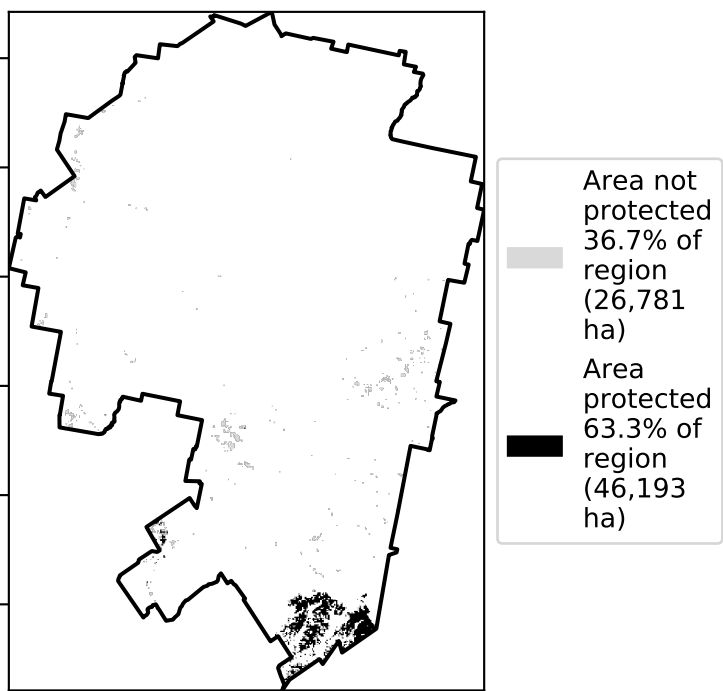 Area not
protected
36.7% of
region
(26,781
ha)
Area
protected
63.3% of
region
(46,193
ha)